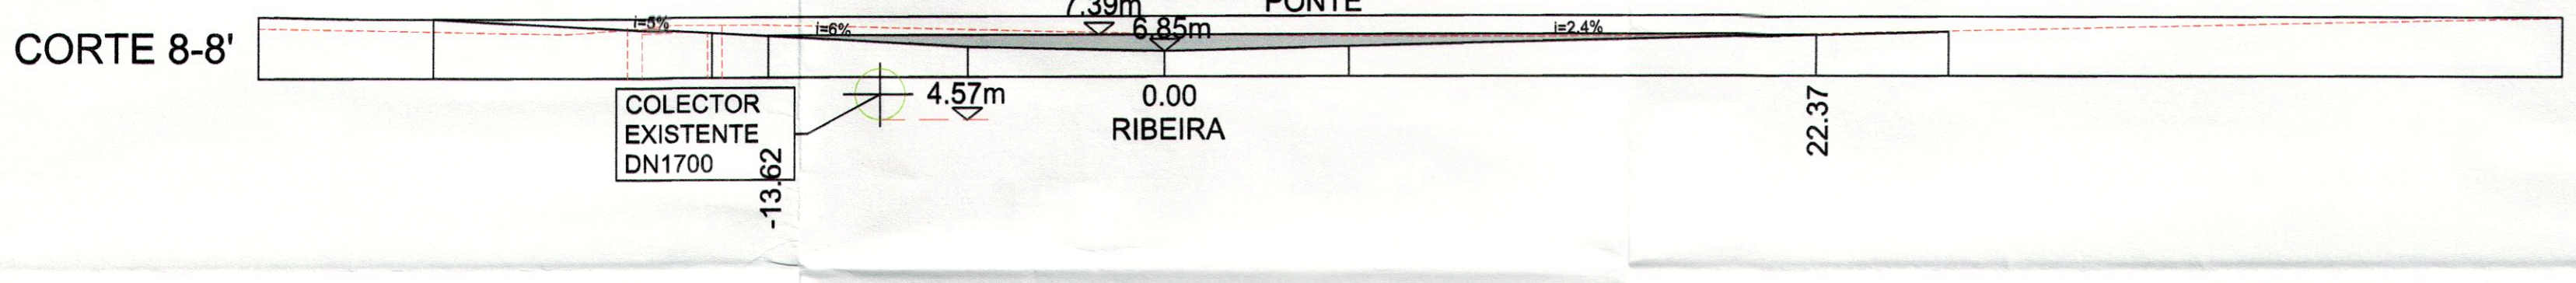 PONTE
7.39m
6.85m
i=5%
i=6%
i=2.4%
CORTE 8-8'
4.57m
0.00
RIBEIRA
COLECTOR
EXISTENTE
DN1700
-13.62
22.37